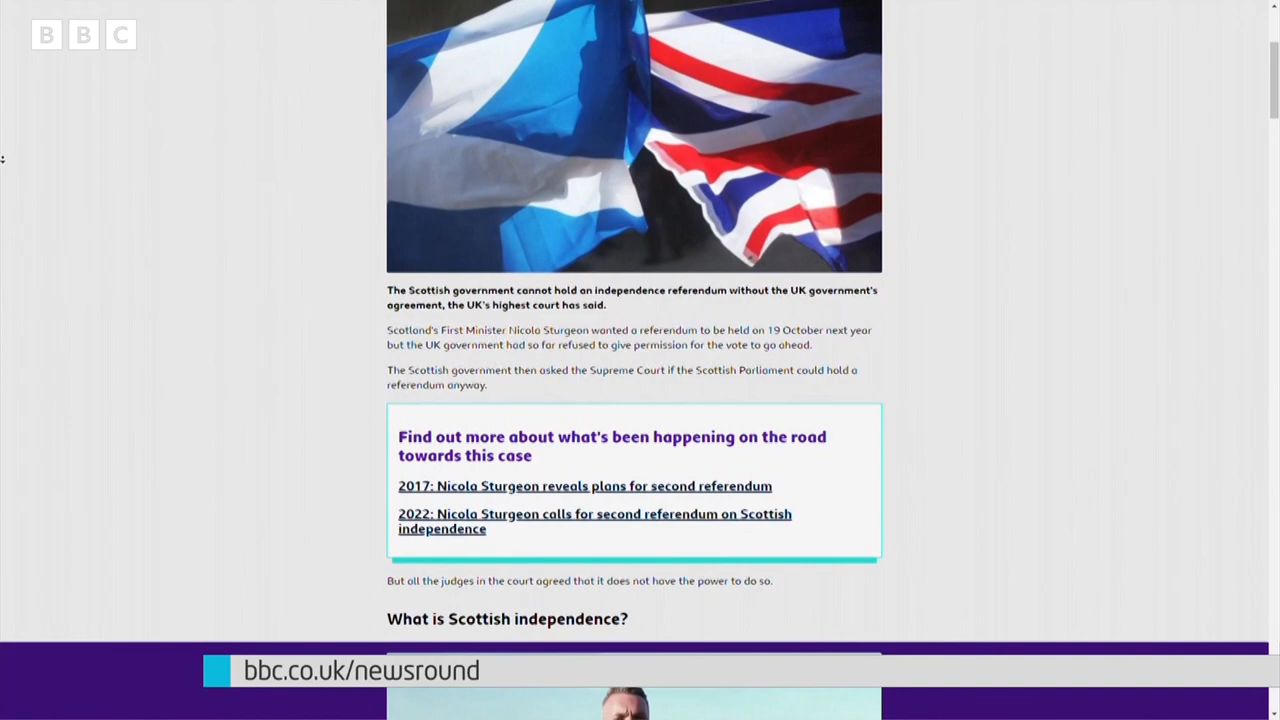 BBC
The Scottish government cannot hold an independence referendum without the UK government's
agreement, the UK's highest court has said.
Scotland's First Minister Nicola Sturgeon wanted a referendum to be held on 19 October next year
but the UK government had so far refused to give permission for the vote to go ahead.
The Scottish government then asked the Supreme Court if the Scottish Parliament could hold a
referendum anyway.
Find out more about what's been happening on the road
towards this case
2017: Nicola Sturgeon reveals plans for second referendum
2022: Nicola Sturgeon calls for second referendum on Scottish
independence
But all the judges in the court agreed that it does not have the power to do so.
What is Scottish independence?
bbc.co.uk/newsround